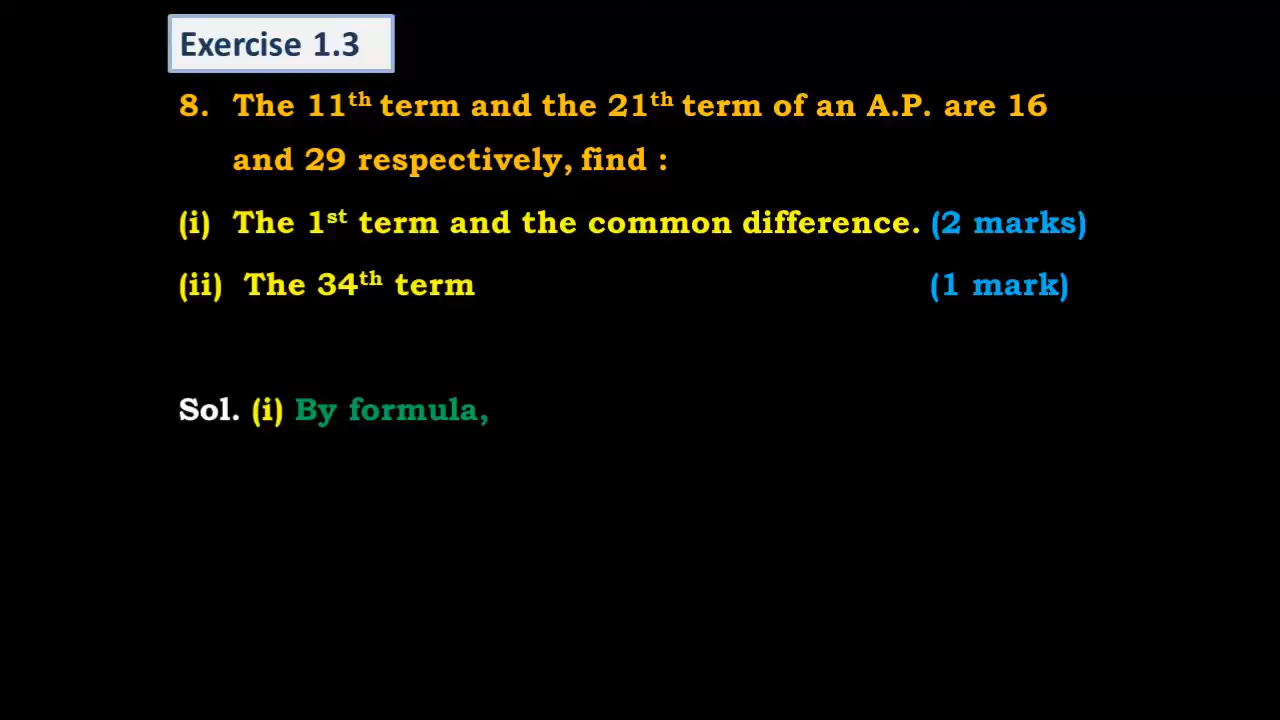 Exercise 1.3
8. The 11th term and the 21th term of an A.P. are 16
and 29 respectively, find :
(i) The 1st term and the common difference. (2 marks)
(ii) The 34th term (1 mark)
Sol. (i) By formula,